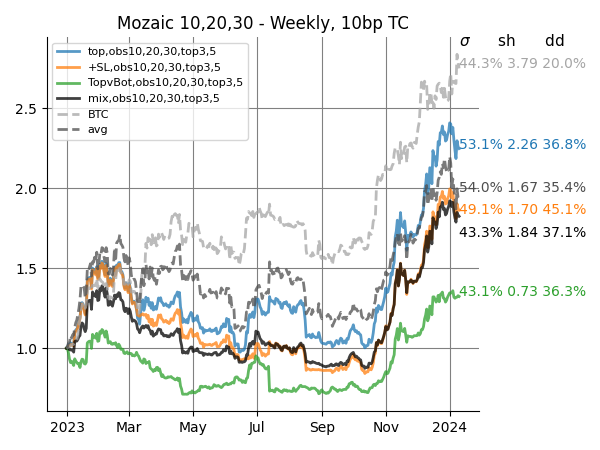 Mozaic 10,20,30 - Weekly, 10bp TC
σ sh dd
top,obs10,20,30,top3,5
+SL,obs10,20,30,top3,5
TopvBot,obs10,20,30,top3,5
mix,obs10,20,30,top3,5
BTC
avg
44.3% 3.79 20.0%
53.1% 2.26 36.8%
54.0% 1.67 35.4%
49.1% 1.70 45.1%
43.3% 1.84 37.1%
43.1% 0.73 36.3%
2.5
2.0
1.5
1.0
2023 Mar May Jul Sep Nov 2024